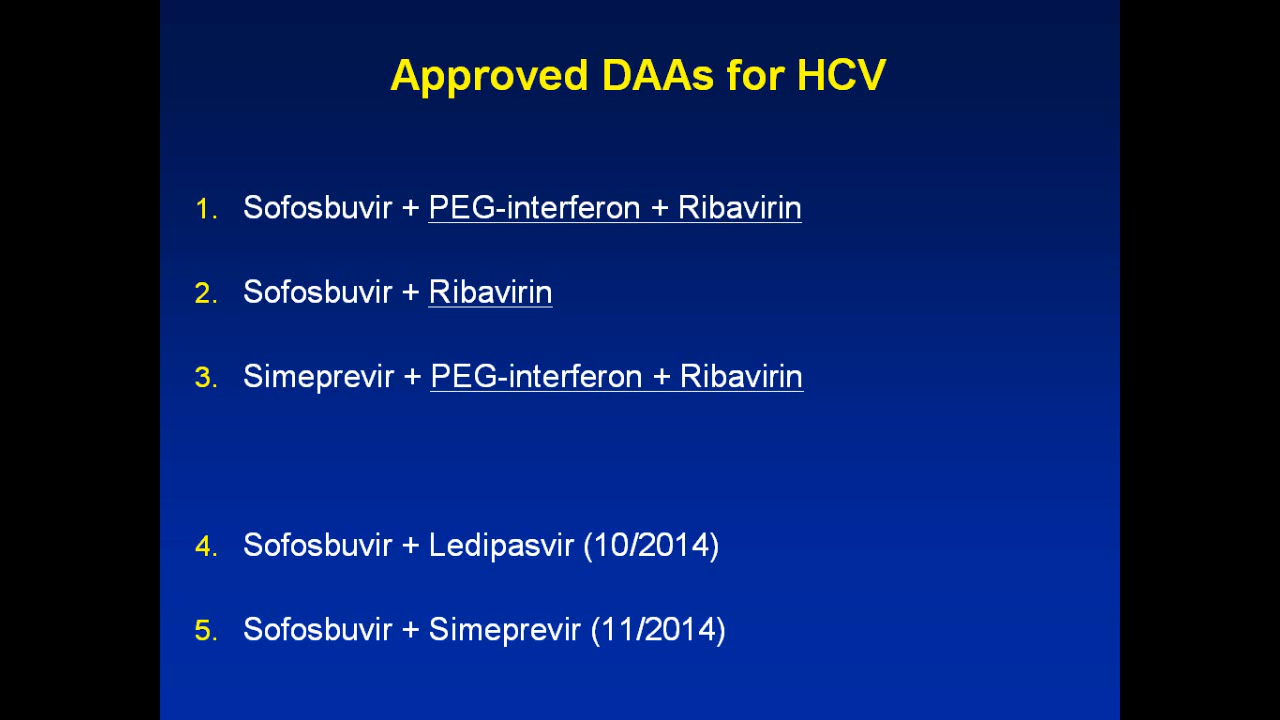 Approved DAAs for HCV
1. Sofosbuvir + PEG-interferon + Ribavirin
2. Sofosbuvir + Ribavirin
3. Simeprevir + PEG-interferon + Ribavirin
4. Sofosbuvir + Ledipasvir (10/2014)
5. Sofosbuvir + Simeprevir (11/2014)